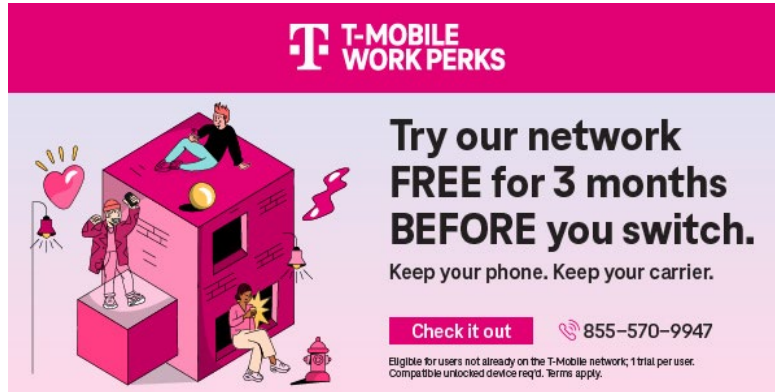 T-MOBILE
WORK PERKS
Try our network
FREE for 3 months
BEFORE you switch.
Keep your phone. Keep your carrier.
Check it out
855-570-9947
Eligible for users not already on the T-Mobile network; 1 trial per user.
Compatible unlocked device req'd. Terms apply.